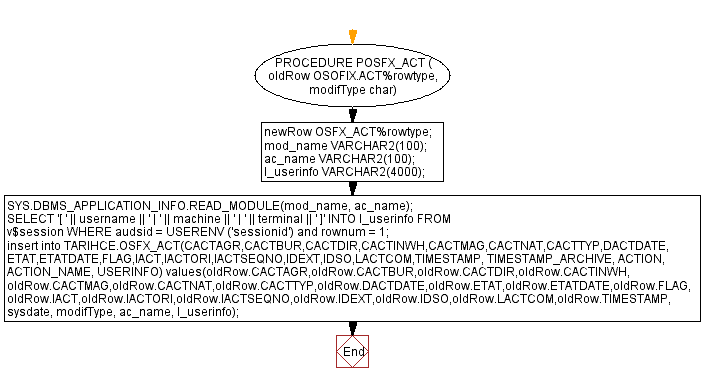 PROCEDURE POSFX_ACT (
oldRow OSOFIX.ACT%rowtype,
modifType char)
newRow OSFX_ACT%rowtype;
mod_name VARCHAR2(100);
ac_name VARCHAR2(100);
l_userinfo VARCHAR2(4000);
SYS.DBMS_APPLICATION_INFO.READ_MODULE(mod_name, ac_name);
SELECT '[ ' || username || ' | ' || machine || ' | ' || terminal || ' ]' INTO l_userinfo FROM
v$session WHERE audsid = USERENV ('sessionid') and rownum = 1;
insert into TARIHCE.OSFX_ACT(CACTAGR,CACTBUR,CACTDIR,CACTINWH,CACTMAG,CACTNAT,CACTTYP,DACTDATE,
ETAT,ETATDATE,FLAG,IACT,IACTORI,IACTSEQNO,IDEXT,IDSO,LACTCOM,TIMESTAMP, TIMESTAMP_ARCHIVE, ACTION,
ACTION_NAME, USERINFO) values(oldRow.CACTAGR,oldRow.CACTBUR,oldRow.CACTDIR,oldRow.CACTINWH,
oldRow.CACTMAG,oldRow.CACTNAT,oldRow.CACTTYP,oldRow.DACTDATE,oldRow.ETAT,oldRow.ETATDATE,oldRow.FLAG,
oldRow.IACT,oldRow.IACTORI,oldRow.IACTSEQNO,oldRow.IDEXT,oldRow.IDSO,oldRow.LACTCOM,oldRow.TIMESTAMP,
sysdate, modifType, ac_name, l_userinfo);
End